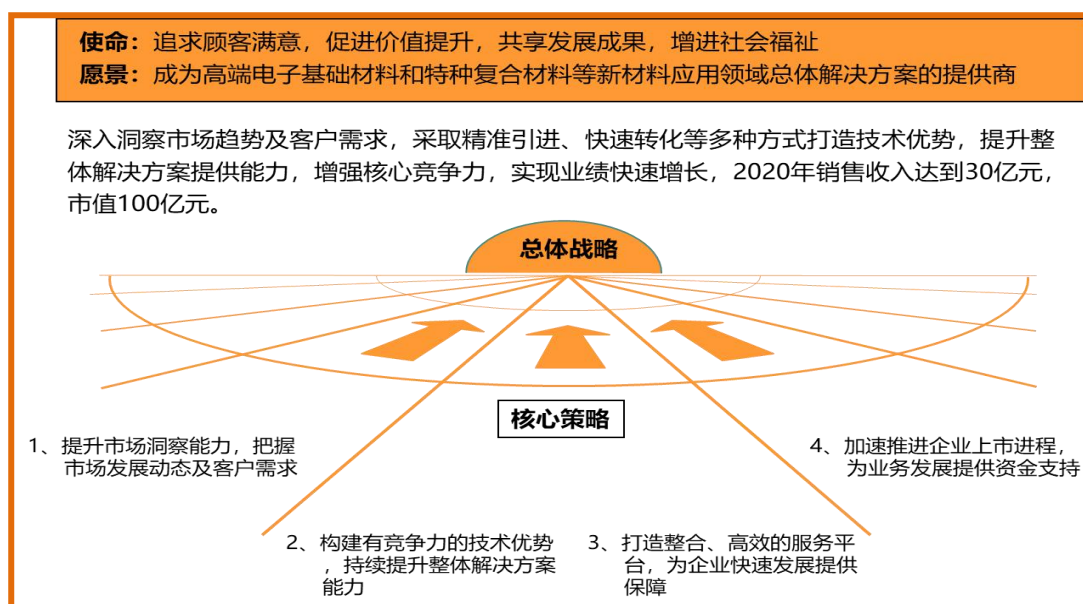 使命：追求顾客满意，促进价值提升，共享发展成果，增进社会福祉
愿景：成为高端电子基础材料和特种复合材料等新材料应用领域总体解决方案的提供商
深入洞察市场趋势及客户需求，采取精准引进、快速转化等多种方式打造技术优势，提升整
体解决方案提供能力，增强核心竞争力，实现业绩快速增长，2020年销售收入达到30亿元，
市值100亿元。
总体战略
核心策略
1、提升市场洞察能力，把握
市场发展动态及客户需求
4、加速推进企业上市进程，
为业务发展提供资金支持
2、构建有竞争力的技术优势
，持续提升整体解决方案
能力
3、打造整合、高效的服务平
台，为企业快速发展提供
保障